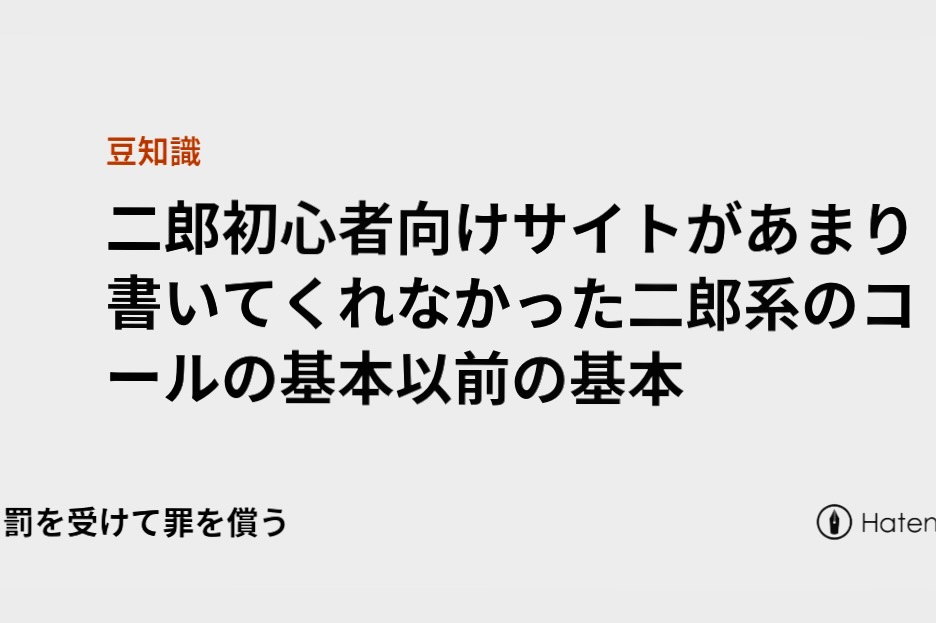 豆知識
二郎初心者向けサイトがあまり
書いてくれなかった二郎系のコ
ールの基本以前の基本
罰を受けて罪を償う
Haten